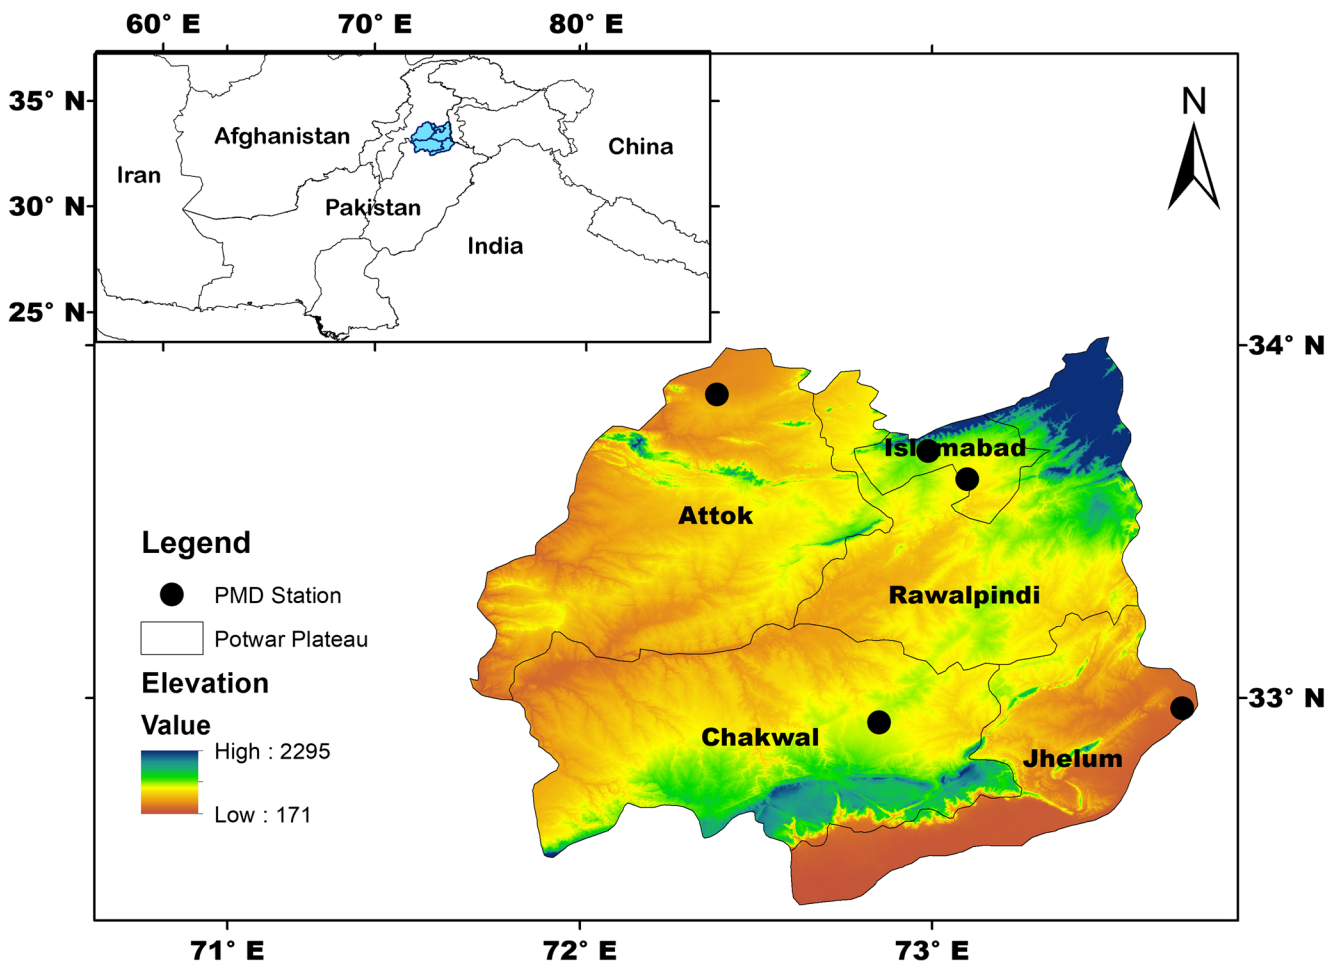 60° E 70° E 80° E
35° N
30° N
25° N
Afghanistan
China
Iran
Pakistan
India
N
34° N
33° N
Islamabad
Attok
Rawalpindi
Chakwal
Jhelum
Legend
PMD Station
Potwar Plateau
Elevation
Value
High : 2295
Low : 171
71° E 72° E 73° E